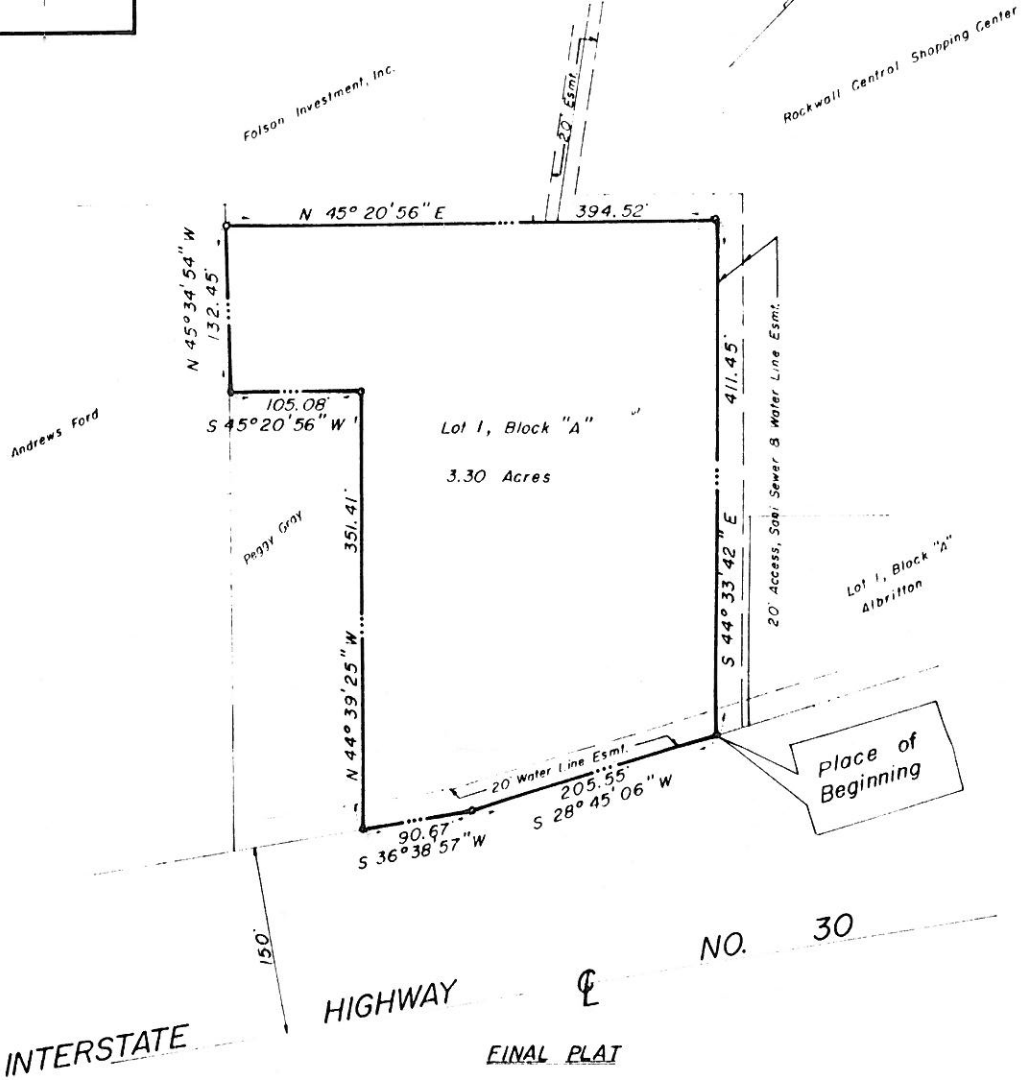 Folson Investment, Inc.
20' Esmt.
Rockwall Central Shopping Center
N 45° 20' 56" E
394.52'
N 45° 34' 54" W
132.45'
105.08'
S 45° 20' 56" W
Andrews Ford
Lot 1, Block "A"
3.30 Acres
411.45'
S 44° 33' 42" E
20' Access, Sani Sewer & Water Line Esmt.
351.41'
N 44° 39' 25" W
Peggy Gray
Lot 1, Block "A"
Albritton
20' Water Line Esmt.
205.55'
S 28° 45' 06" W
90.67'
S 36° 38' 57" W
Place of
Beginning
150'
INTERSTATE HIGHWAY ℄ NO. 30
FINAL PLAT